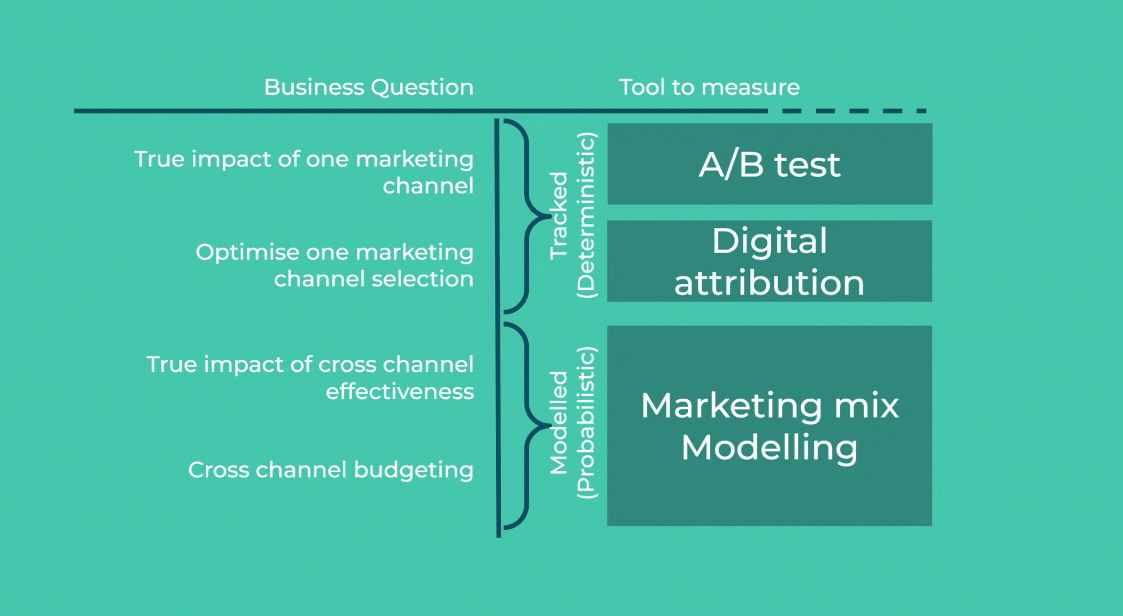 Business Question
Tool to measure
True impact of one marketing
channel
Optimise one marketing
channel selection
True impact of cross channel
effectiveness
Cross channel budgeting
Tracked
(Deterministic)
Modelled
(Probabilistic)
A/B test
Digital
attribution
Marketing mix
Modelling